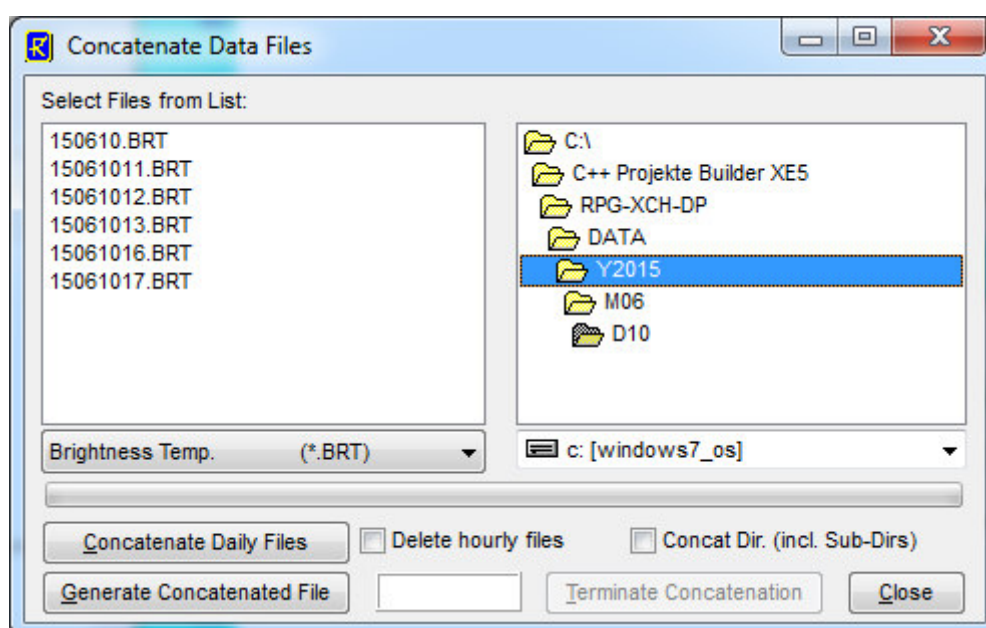 Concatenate Data Files
Select Files from List:
150610.BRT
15061011.BRT
15061012.BRT
15061013.BRT
15061016.BRT
15061017.BRT
C:\
C++ Projekte Builder XE5
RPG-XCH-DP
DATA
Y2015
M06
D10
Brightness Temp. (*.BRT)
c: [windows7_os]
Concatenate Daily Files
Delete hourly files
Concat Dir. (incl. Sub-Dirs)
Generate Concatenated File
Terminate Concatenation
Close